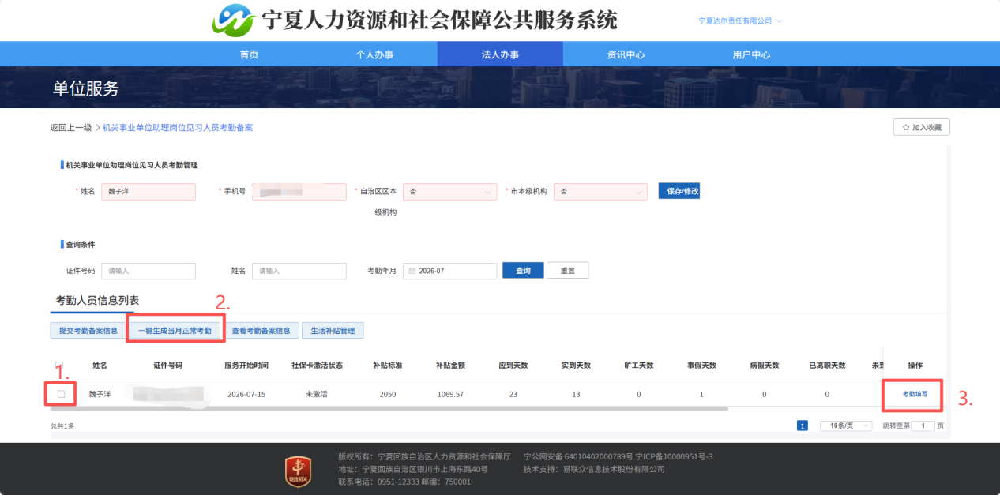 宁夏人力资源和社会保障公共服务系统
宁夏达尔责任有限公司
首页 个人办事 法人办事 资讯中心 用户中心
单位服务
返回上一级 > 机关事业单位助理岗位见习人员考勤备案
加入收藏
机关事业单位助理岗位见习人员考勤管理
* 姓名 魏子洋 * 手机号 * 自治区区本级机构 否 * 市本级机构 否 保存/修改
查询条件
证件号码 请输入 姓名 请输入 考勤年月 2026-07 查询 重置
考勤人员信息列表
2.
提交考勤备案信息 一键生成当月正常考勤 查看考勤备案信息 生活补贴管理
1.
姓名 证件号码 服务开始时间 社保卡激活状态 补贴标准 补贴金额 应到天数 实到天数 旷工天数 事假天数 病假天数 已离职天数 操作
魏子洋 2026-07-15 未激活 2050 1069.57 23 13 0 1 0 0 考勤填写
3.
总共1条
1 10条/页 跳转至第 1 页
版权所有：宁夏回族自治区人力资源和社会保障厅 宁公网安备 64010402000789号 宁ICP备10000951号-3
地址：宁夏回族自治区银川市上海东路40号 技术支持：易联众信息技术股份有限公司
联系电话：0951-12333 邮编：750001
党政机关